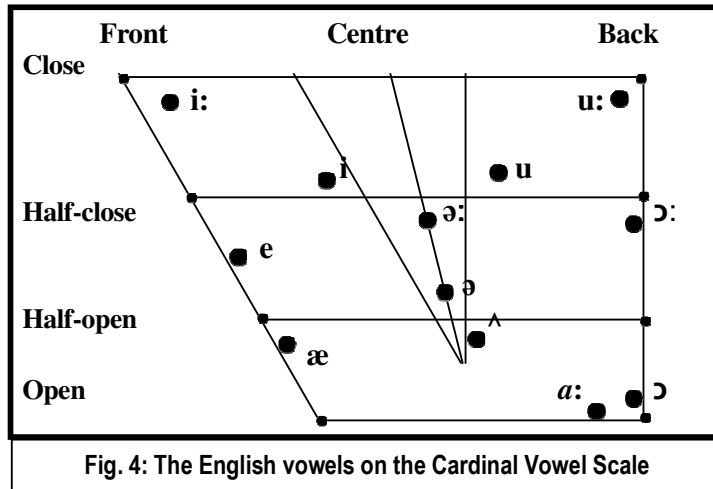 Front Centre Back
Close
i: u:
i u
Half-close
ə: ɔ:
e
ə
Half-open
^
æ
Open
a: ɔ
Fig. 4: The English vowels on the Cardinal Vowel Scale